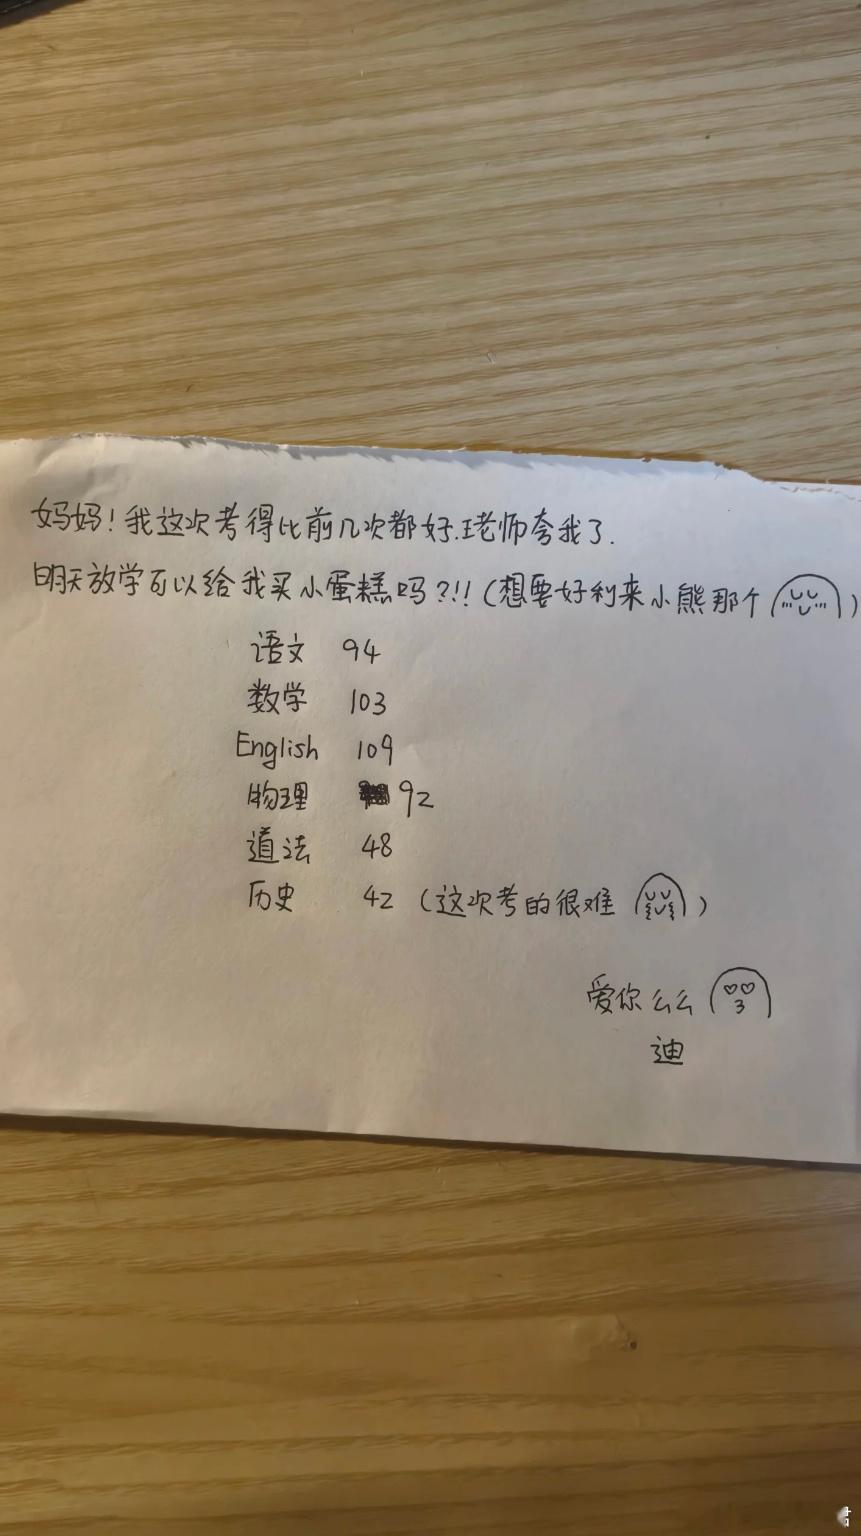 妈妈！我这次考得比前几次都好.王老师夸我了.
明天放学可以给我买小蛋糕吗?!!(想要好利来小熊那个)
语文 94
数学 103
English 109
物理 92
道法 48
历史 42 (这次考的很难)
爱你么么
迪